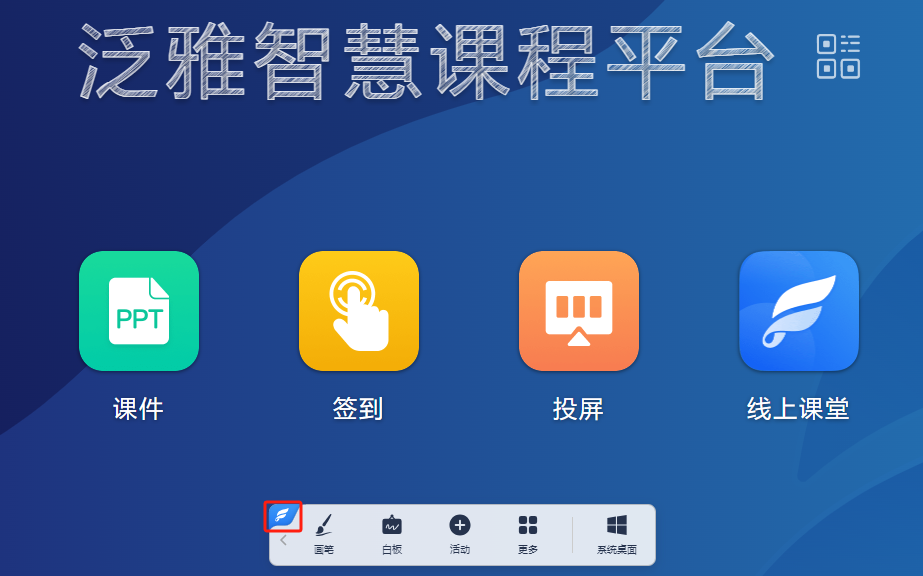 泛雅智慧课程平台
PPT
课件
签到
投屏
线上课堂
画笔
白板
活动
更多
系统桌面